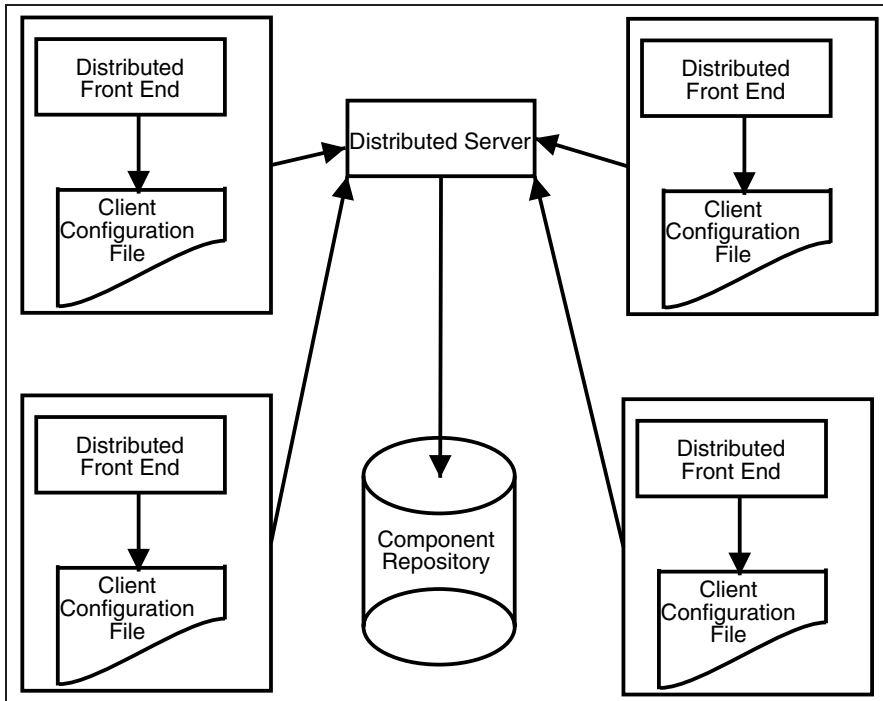 Distributed
Front End
Client
Configuration
File
Distributed Server
Distributed
Front End
Client
Configuration
File
Distributed
Front End
Client
Configuration
File
Component
Repository
Distributed
Front End
Client
Configuration
File